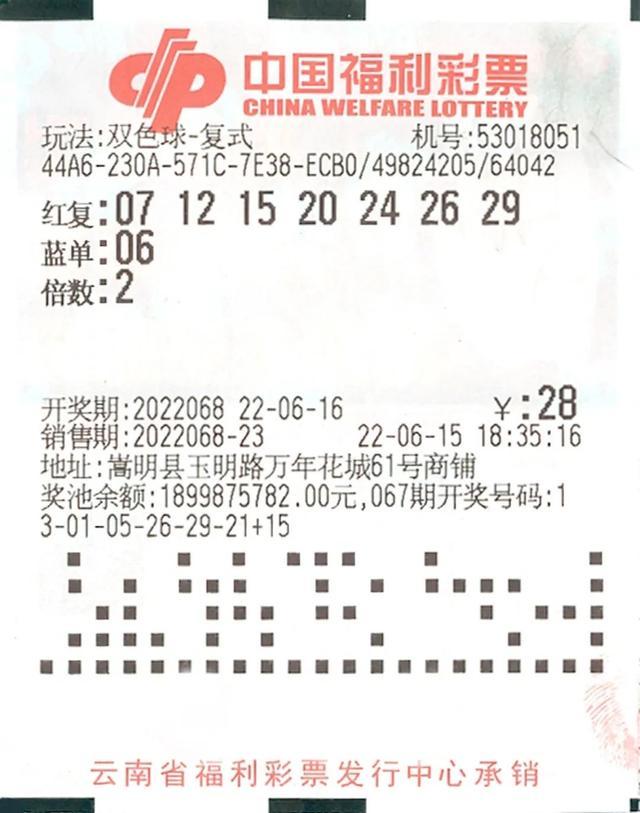 中国福利彩票
CHINA WELFARE LOTTERY
玩法:双色球-复式 机号:53018051
44A6-230A-571C-7E38-ECB0/49824205/64042
红复:07 12 15 20 24 26 29
蓝单:06
倍数:2
开奖期:2022068 22-06-16 ¥:28
销售期:2022068-23 22-06-15 18:35:16
地址:嵩明县玉明路万年花城61号商铺
奖池余额:1899875782.00元,067期开奖号码:1
3-01-05-26-29-21+15
云南省福利彩票发行中心承销